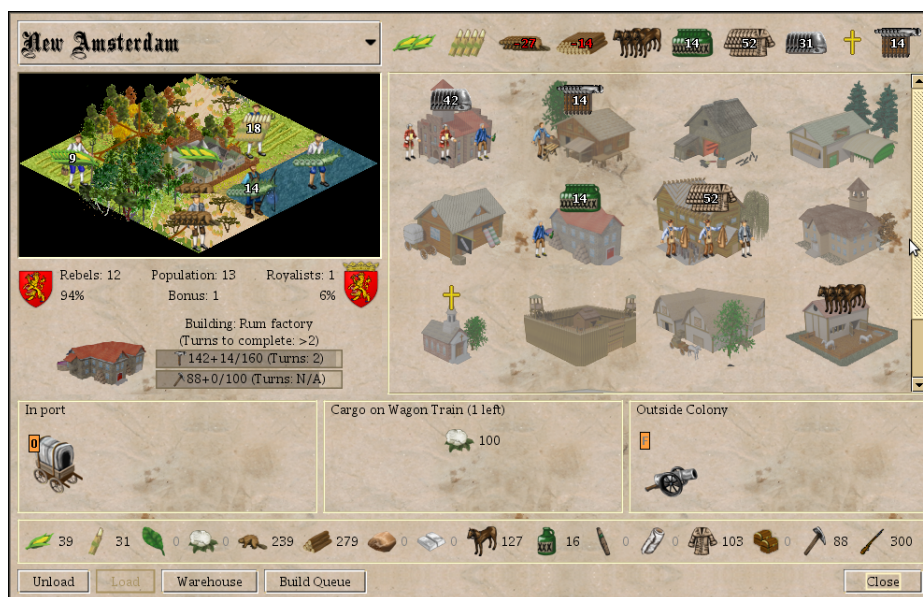 New Amsterdam
-27 -14 14 52 31 14
42 14
18
9
14
14 52
Rebels: 12 Population: 13 Royalists: 1
94% Bonus: 1 6%
Building: Rum factory
(Turns to complete: >2)
142+14/160 (Turns: 2)
88+0/100 (Turns: N/A)
In port
Cargo on Wagon Train (1 left)
Outside Colony
0
100
F
39 31 0 0 239 279 0 0 127 16 0 0 103 0 88 300
Unload Load Warehouse Build Queue Close